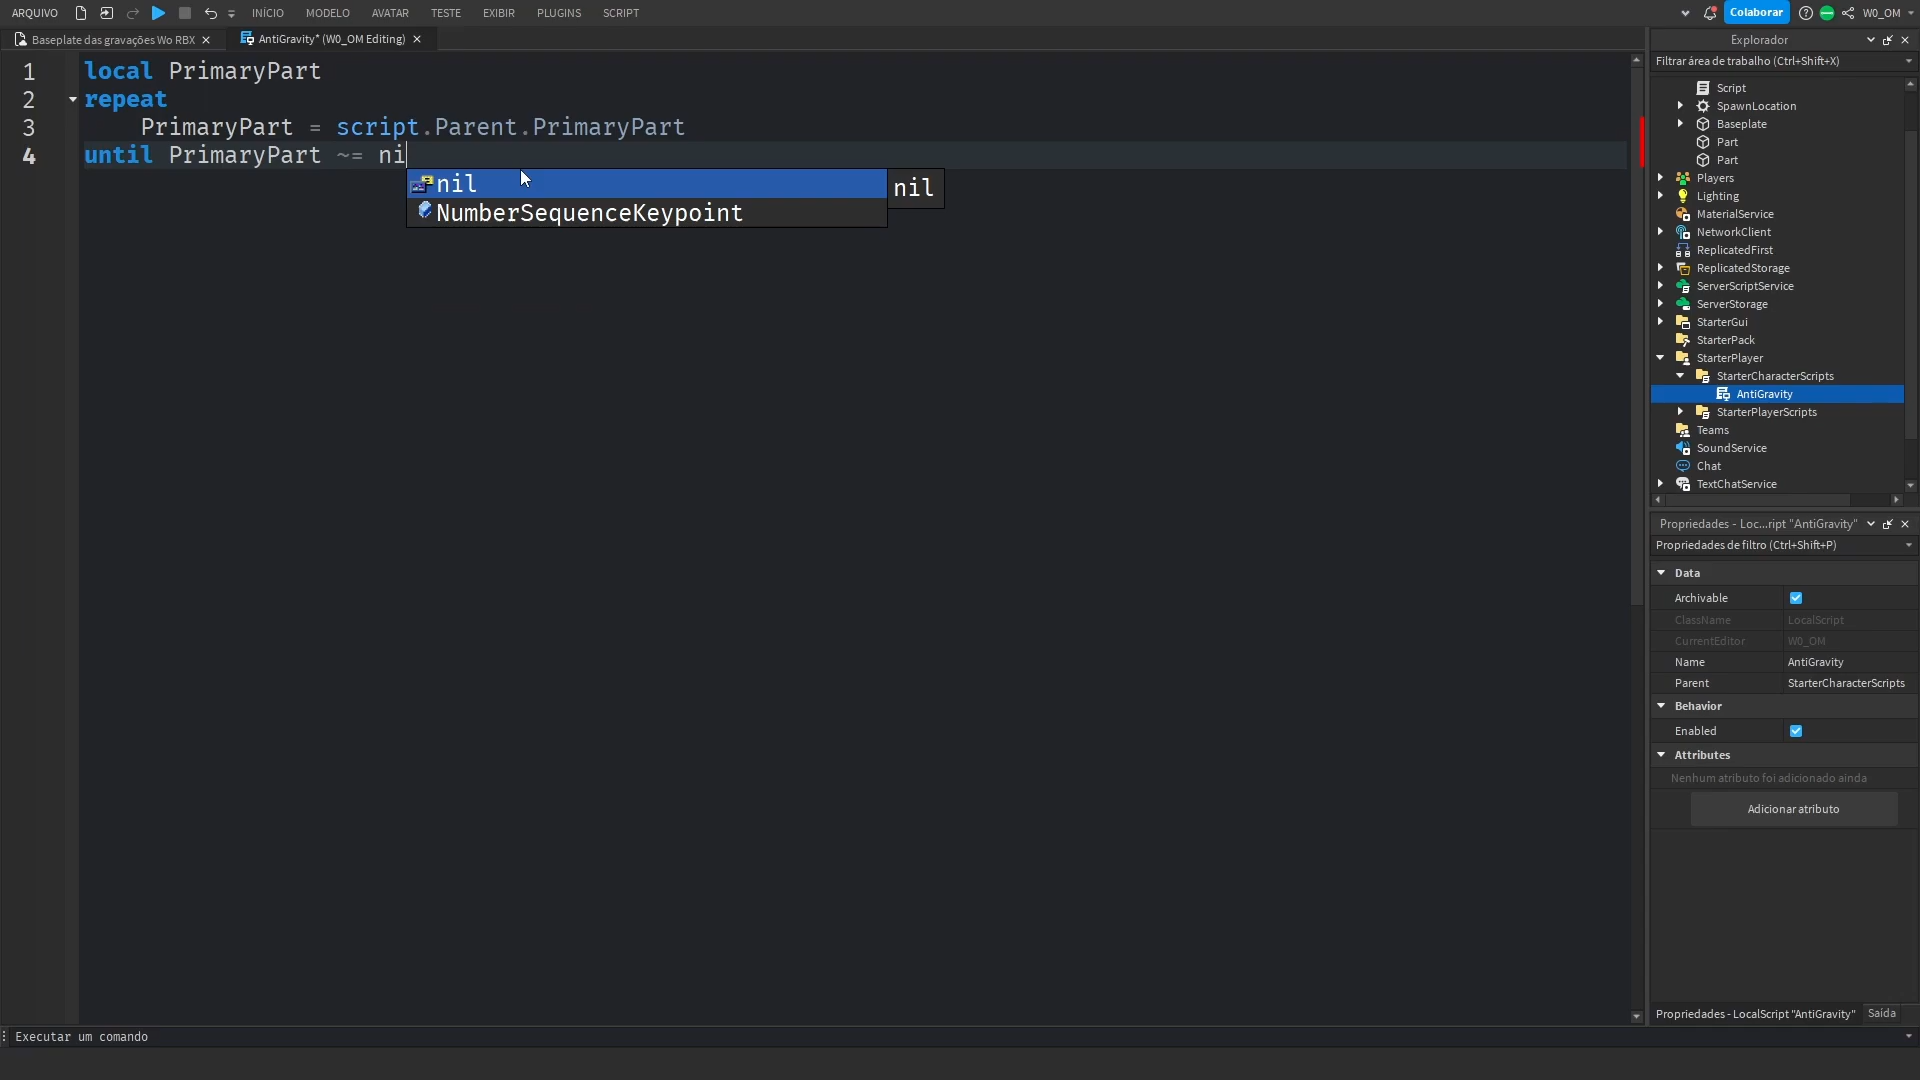 ARQUIVO INÍCIO MODELO AVATAR TESTE EXIBIR PLUGINS SCRIPT Colaborar W0_OM
Baseplate das gravações Wo RBX
AntiGravity* (W0_OM Editing)
1 local PrimaryPart
2 repeat
3 PrimaryPart = script.Parent.PrimaryPart
4 until PrimaryPart ~= ni
nil
nil
NumberSequenceKeypoint
Explorador
Filtrar área de trabalho (Ctrl+Shift+X)
Script
SpawnLocation
Baseplate
Part
Part
Players
Lighting
MaterialService
NetworkClient
ReplicatedFirst
ReplicatedStorage
ServerScriptService
ServerStorage
StarterGui
StarterPack
StarterPlayer
StarterCharacterScripts
AntiGravity
StarterPlayerScripts
Teams
SoundService
Chat
TextChatService
Propriedades - Loc...ript "AntiGravity"
Propriedades de filtro (Ctrl+Shift+P)
Data
Archivable
ClassName LocalScript
CurrentEditor W0_OM
Name AntiGravity
Parent StarterCharacterScripts
Behavior
Enabled
Attributes
Nenhum atributo foi adicionado ainda
Adicionar atributo
Propriedades - LocalScript "AntiGravity" Saída
Executar um comando